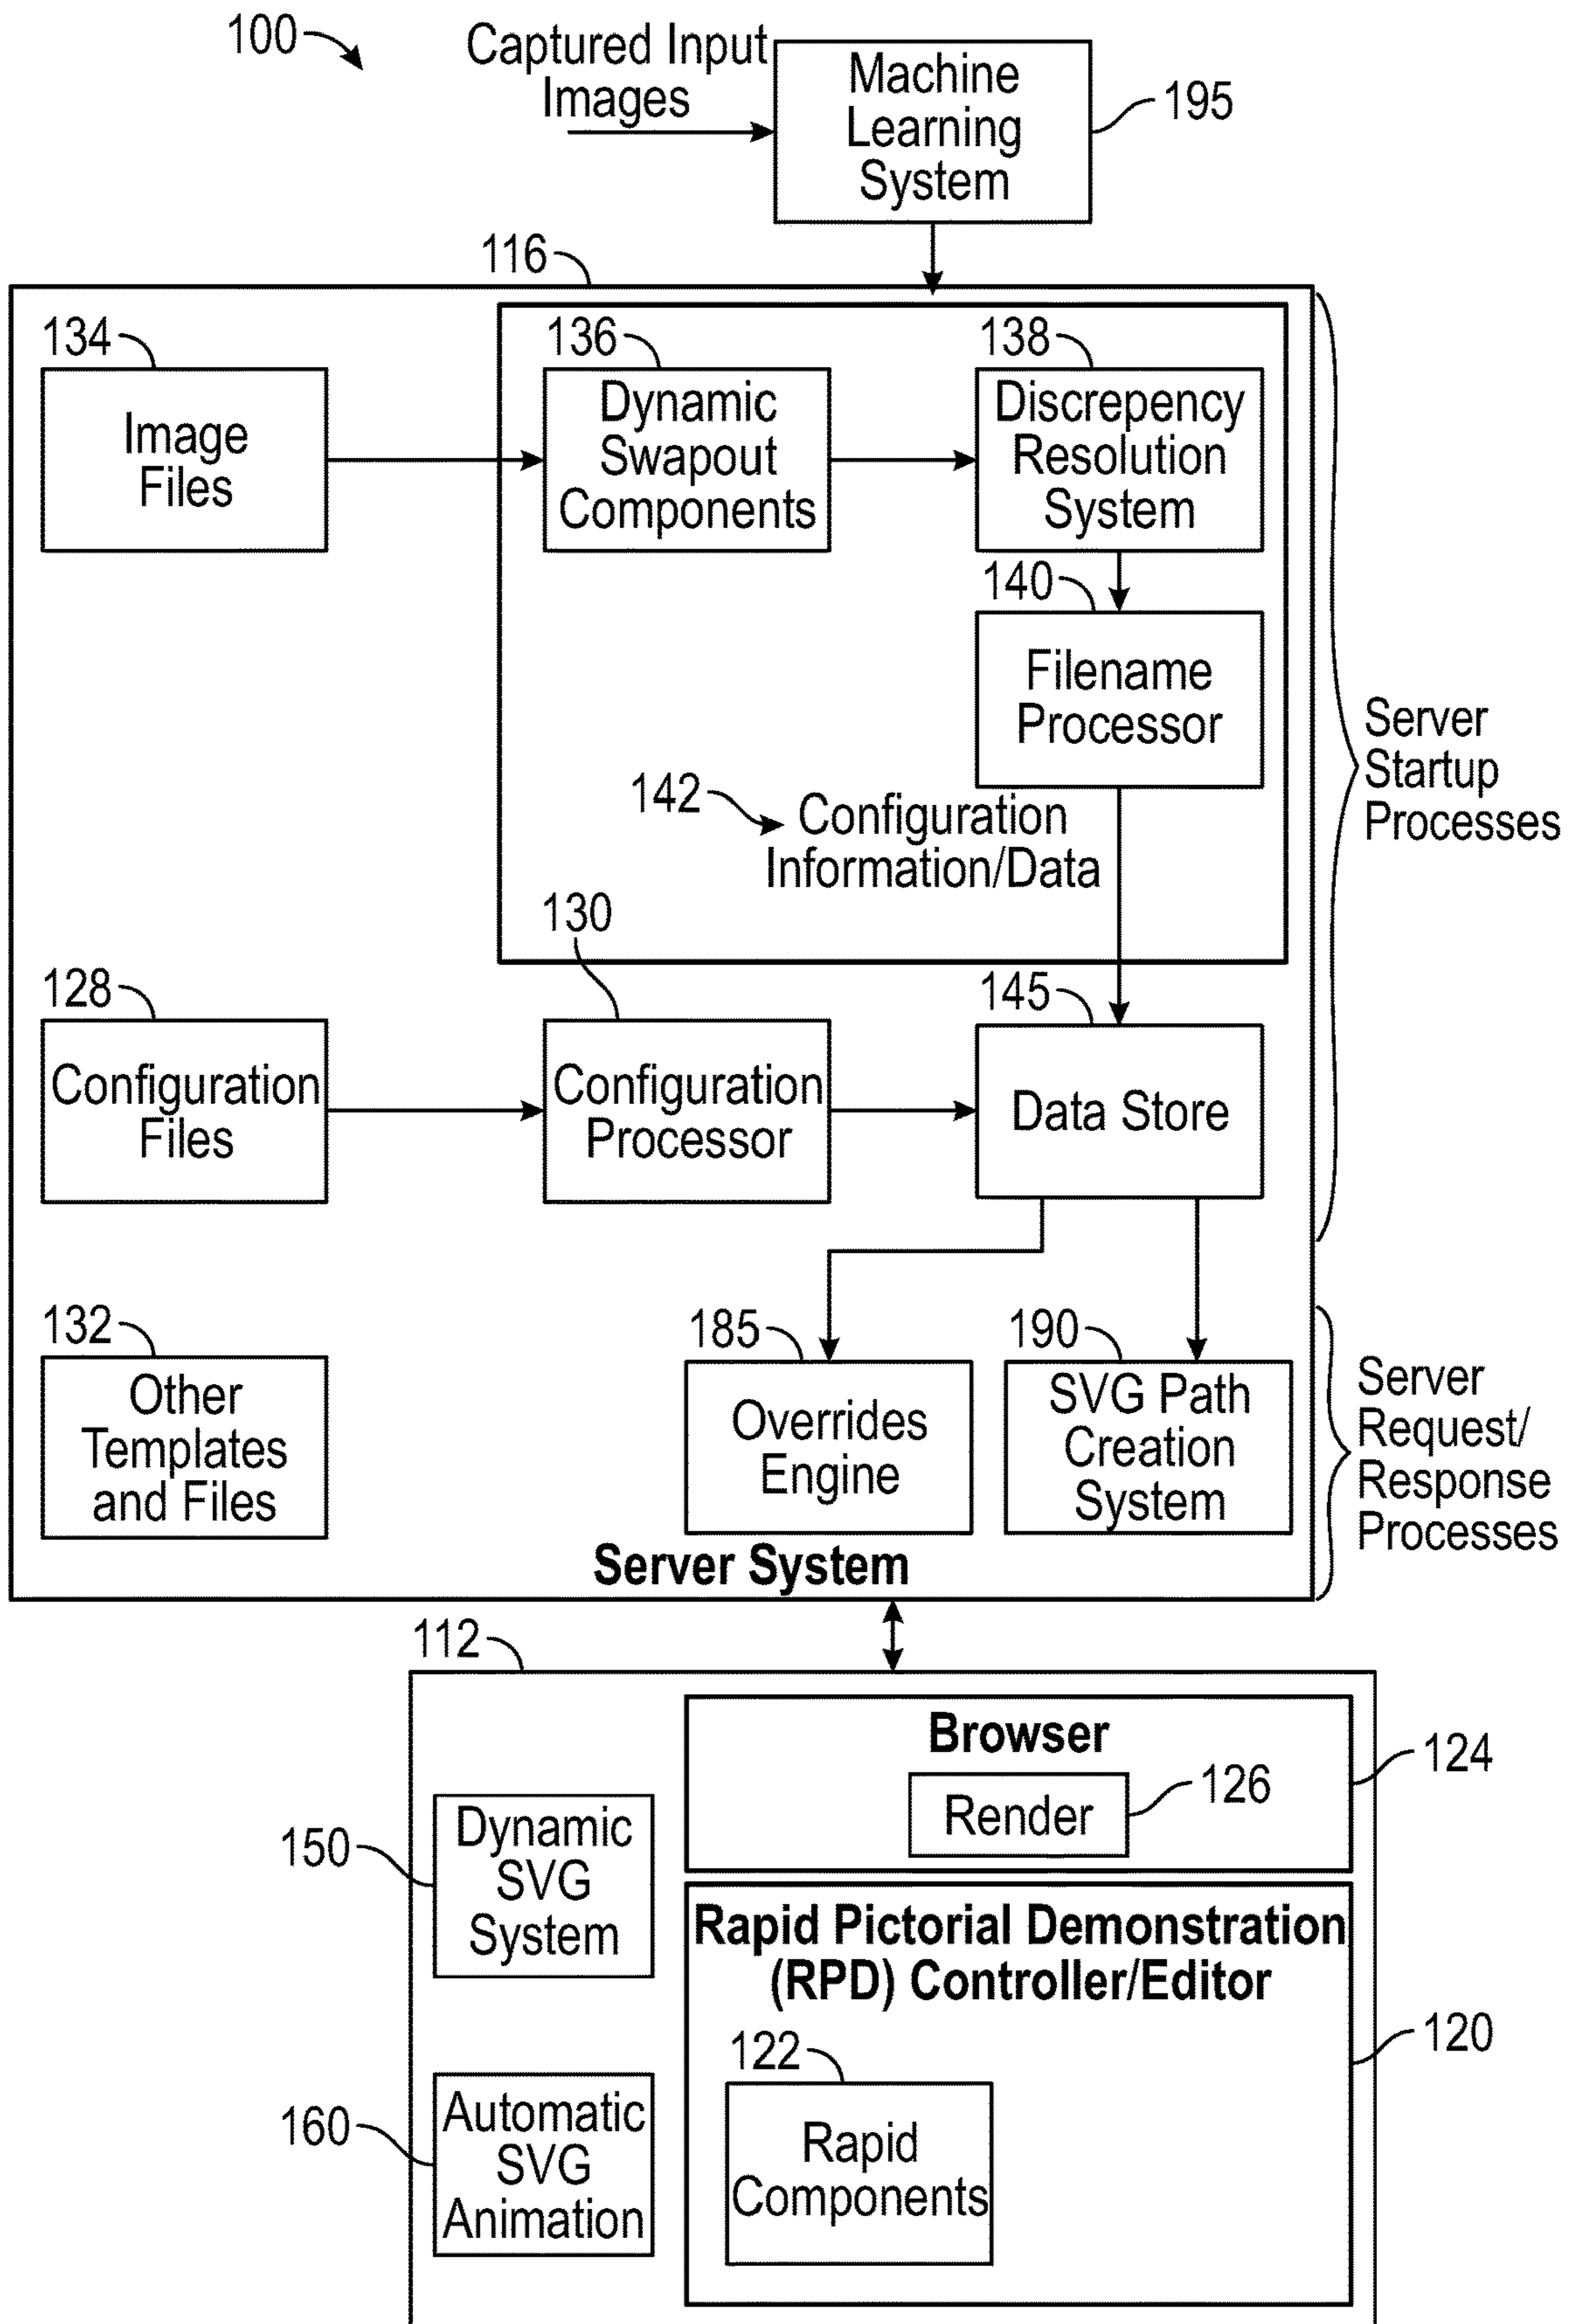 100
Captured Input
Images
Machine
Learning
System
195
116
134
Image
Files
136
Dynamic
Swapout
Components
138
Discrepency
Resolution
System
140
Filename
Processor
142
Configuration
Information/Data
Server
Startup
Processes
128
Configuration
Files
130
Configuration
Processor
145
Data Store
132
Other
Templates
and Files
185
Overrides
Engine
190
SVG Path
Creation
System
Server
Request/
Response
Processes
Server System
112
Browser
124
Render
126
150
Dynamic
SVG
System
Rapid Pictorial Demonstration
(RPD) Controller/Editor
120
122
Rapid
Components
160
Automatic
SVG
Animation